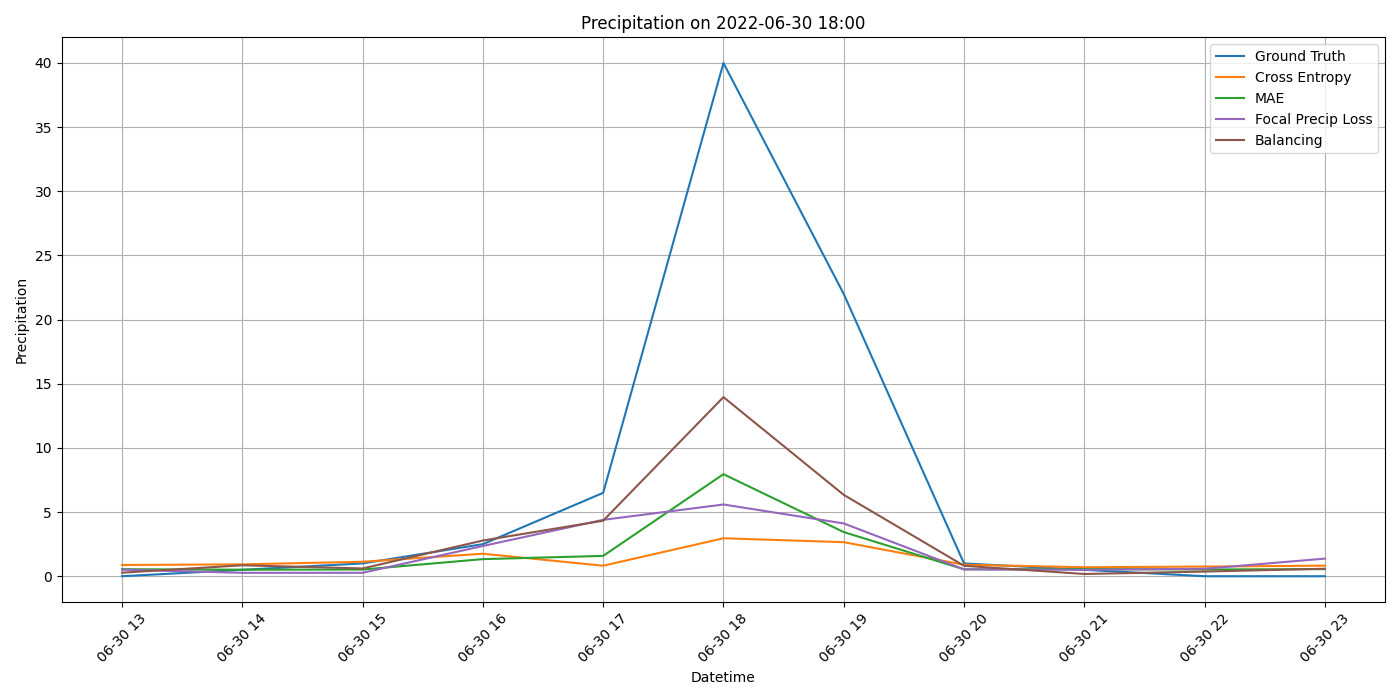 Precipitation on 2022-06-30 18:00
Ground Truth
Cross Entropy
MAE
Focal Precip Loss
Balancing
Precipitation
40
35
30
25
20
15
10
5
0
06-30 13
06-30 14
06-30 15
06-30 16
06-30 17
06-30 18
06-30 19
06-30 20
06-30 21
06-30 22
06-30 23
Datetime